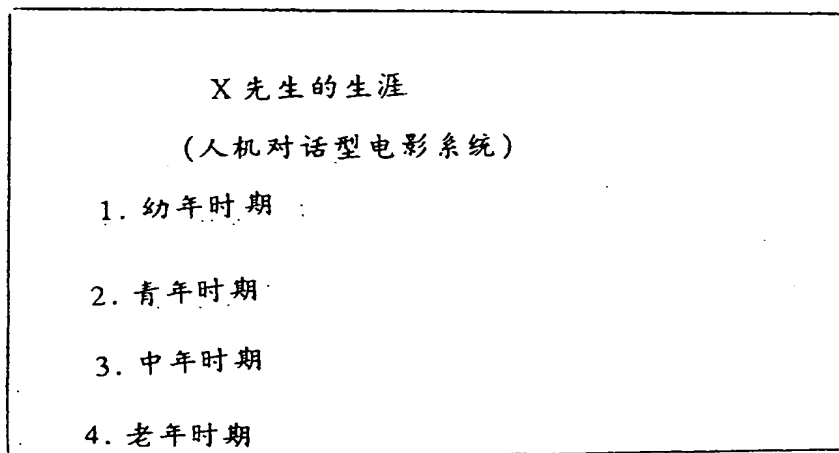 X 先生的生涯
(人机对话型电影系统)
1. 幼年时期
2. 青年时期
3. 中年时期
4. 老年时期